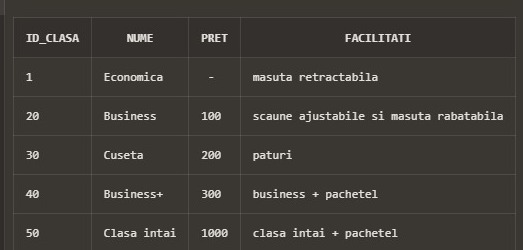 ID_CLASA NUME PRET FACILITATI
1 Economica - masuta retractabila
20 Business 100 scaune ajustabile si masuta rabatabila
30 Cuseta 200 paturi
40 Business+ 300 business + pachetel
50 Clasa intai 1000 clasa intai + pachetel